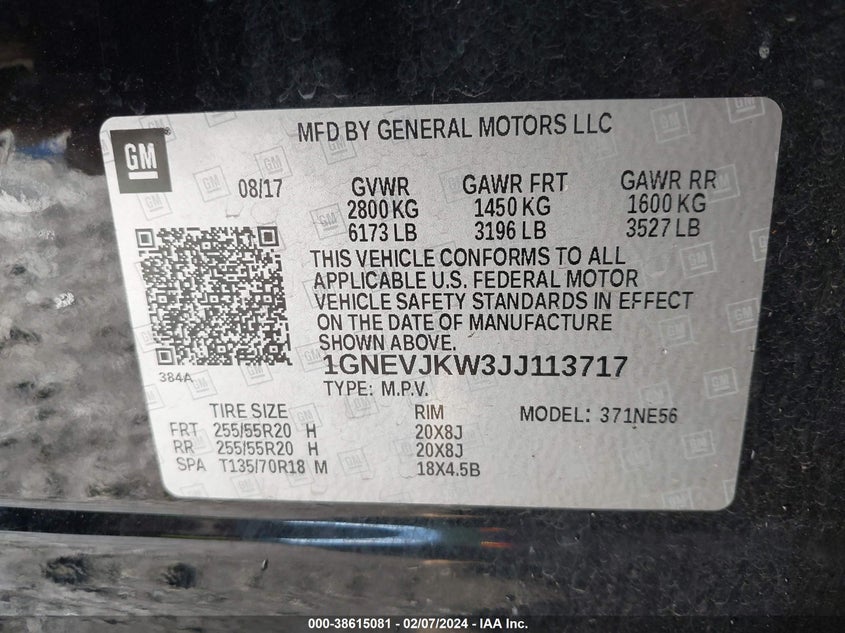 MFD BY GENERAL MOTORS LLC
GM
08/17 GVWR GAWR FRT GAWR RR
2800 KG 1450 KG 1600 KG
6173 LB 3196 LB 3527 LB
THIS VEHICLE CONFORMS TO ALL
APPLICABLE U.S. FEDERAL MOTOR
VEHICLE SAFETY STANDARDS IN EFFECT
ON THE DATE OF MANUFACTURE
SHOWN ABOVE.
384A
1GNEVJKW3JJ113717
TYPE: M.P.V.
TIRE SIZE RIM MODEL: 371NE56
FRT 255/55R20 H 20X8J
RR 255/55R20 H 20X8J
SPA T135/70R18 M 18X4.5B
000-38615081 - 02/07/2024 - IAAI.COM